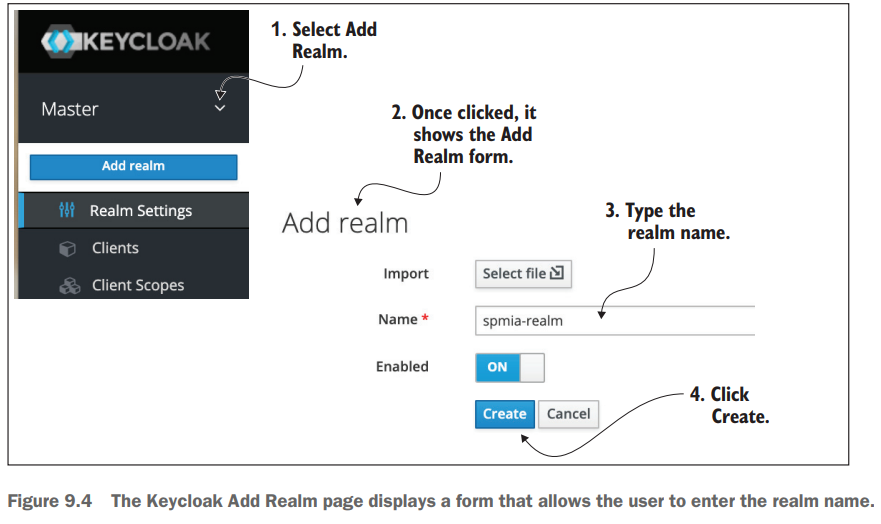 KEYCLOAK
1. Select Add
Realm.
Master
2. Once clicked, it
shows the Add
Realm form.
Add realm
Realm Settings
Clients
Client Scopes
Add realm
3. Type the
realm name.
Import
Select file
Name *
spmia-realm
Enabled
ON
4. Click
Create.
Create
Cancel
Figure 9.4 The Keycloak Add Realm page displays a form that allows the user to enter the realm name.